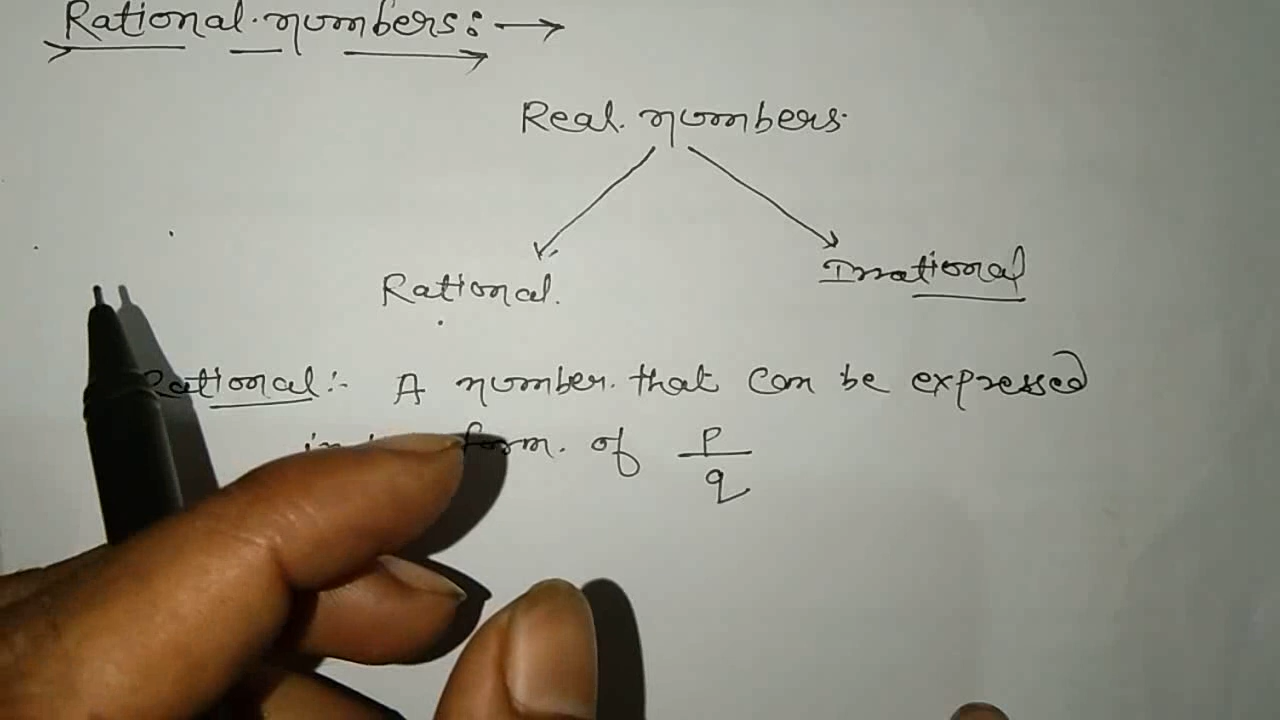 Rational numbers:→
Real numbers
Rational.
Irrational
Rational:- A number that can be expressed
form. of P/q